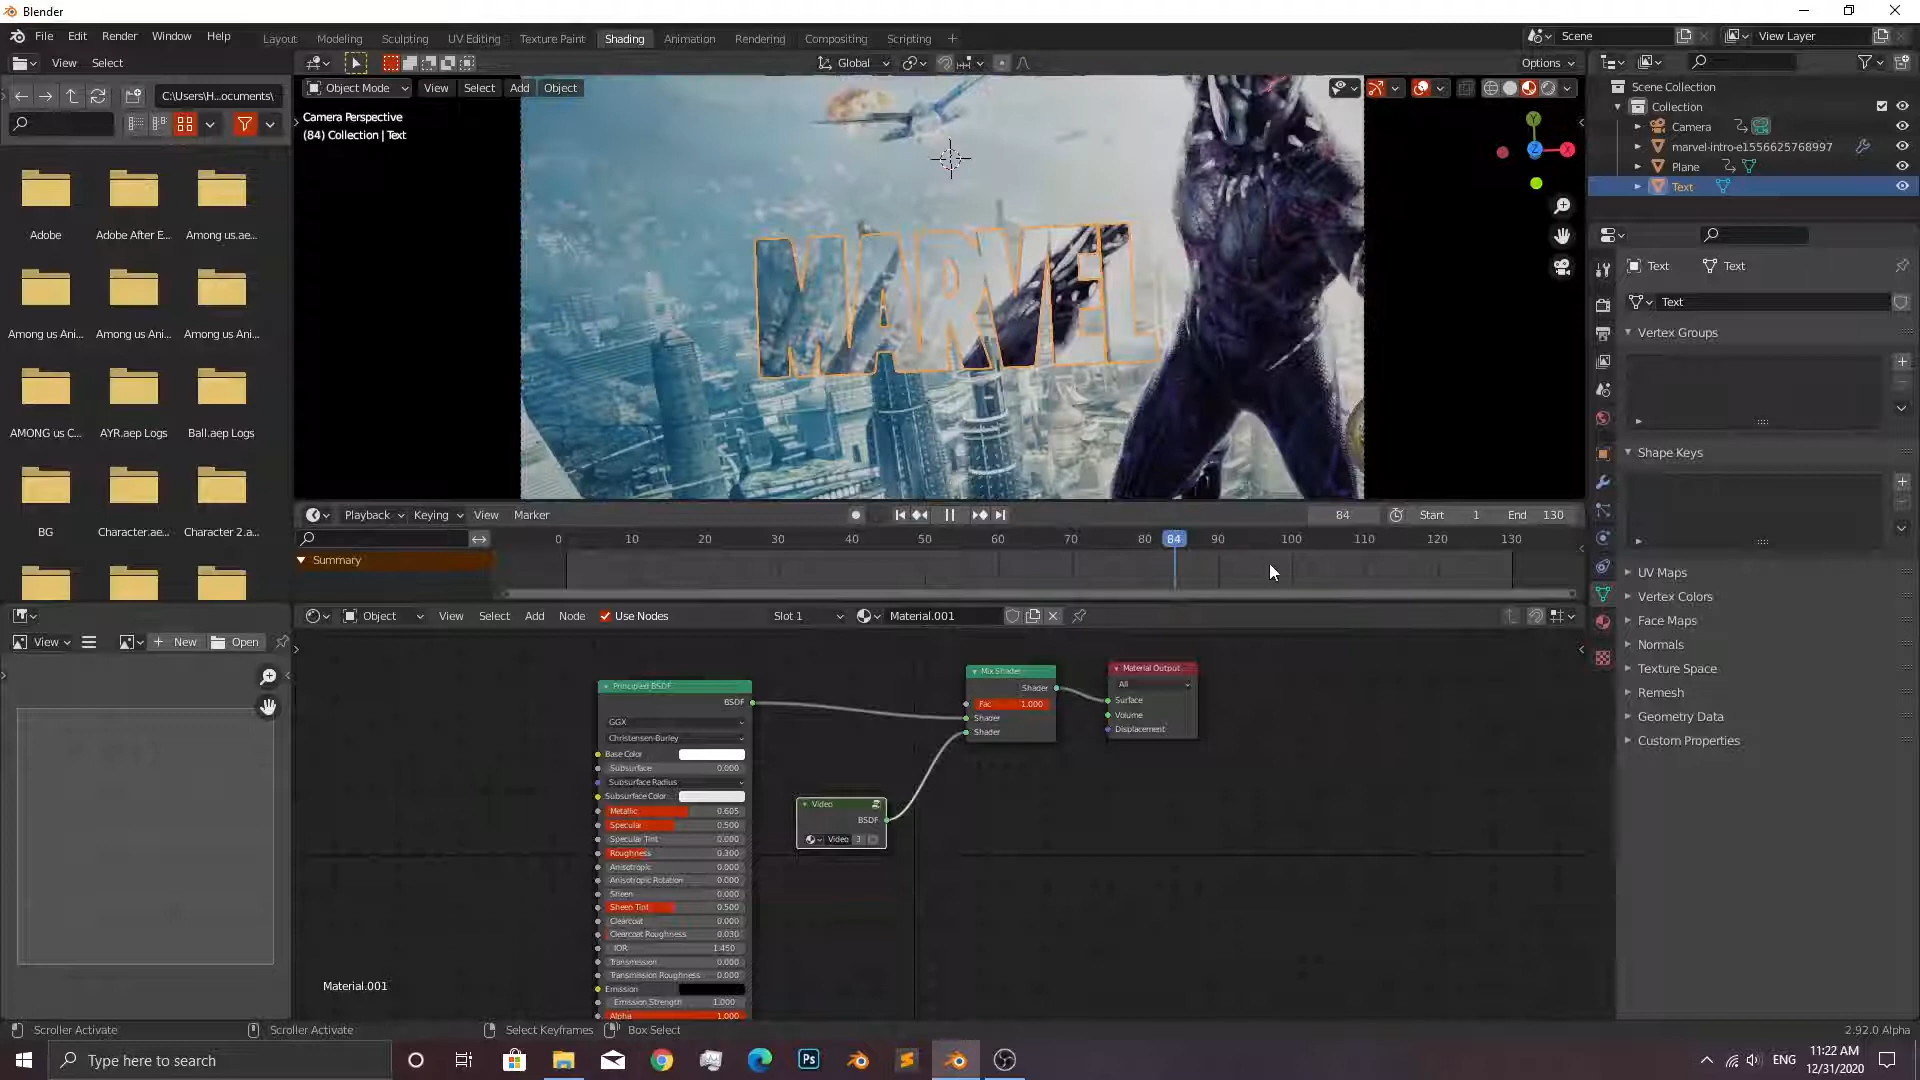 Blender
File Edit Render Window Help
Layout Modeling Sculpting UV Editing Texture Paint Shading Animation Rendering Compositing Scripting
Scene View Layer
View Select
Global
Options
C:\Users\H...ocuments\
Object Mode View Select Add Object
Camera Perspective
(84) Collection | Text
Y
Z
X
MARVEL
Scene Collection
Collection
Camera
marvel-intro-e1556625768997
Plane
Text
Adobe
Adobe After E...
Among us.ae...
Among us Ani...
Among us Ani...
Among us Ani...
AMONG us C...
AYR.aep Logs
Ball.aep Logs
BG
Character.ae...
Character 2.a...
Text Text
Text
Vertex Groups
Shape Keys
UV Maps
Vertex Colors
Face Maps
Normals
Texture Space
Remesh
Geometry Data
Custom Properties
Playback Keying View Marker
84 Start 1 End 130
0 10 20 30 40 50 60 70 80 84 90 100 110 120 130
Summary
Object View Select Add Node Use Nodes Slot 1 Material.001
View New Open
Principled BSDF
BSDF
GGX
Christensen-Burley
Base Color
Subsurface 0.000
Subsurface Radius
Subsurface Color
Metallic 0.605
Specular 0.500
Specular Tint 0.000
Roughness 0.300
Anisotropic 0.000
Anisotropic Rotation 0.000
Sheen 0.000
Sheen Tint 0.500
Clearcoat 0.000
Clearcoat Roughness 0.030
IOR 1.450
Transmission 0.000
Transmission Roughness 0.000
Emission
Emission Strength 1.000
Alpha 1.000
Video
BSDF
Video 3
Mix Shader
Shader
Fac 1.000
Shader
Shader
Material Output
All
Surface
Volume
Displacement
Material.001
Scroller Activate Scroller Activate Select Keyframes Box Select 2.92.0 Alpha
Type here to search
Ps
ENG
11:22 AM
12/31/2020